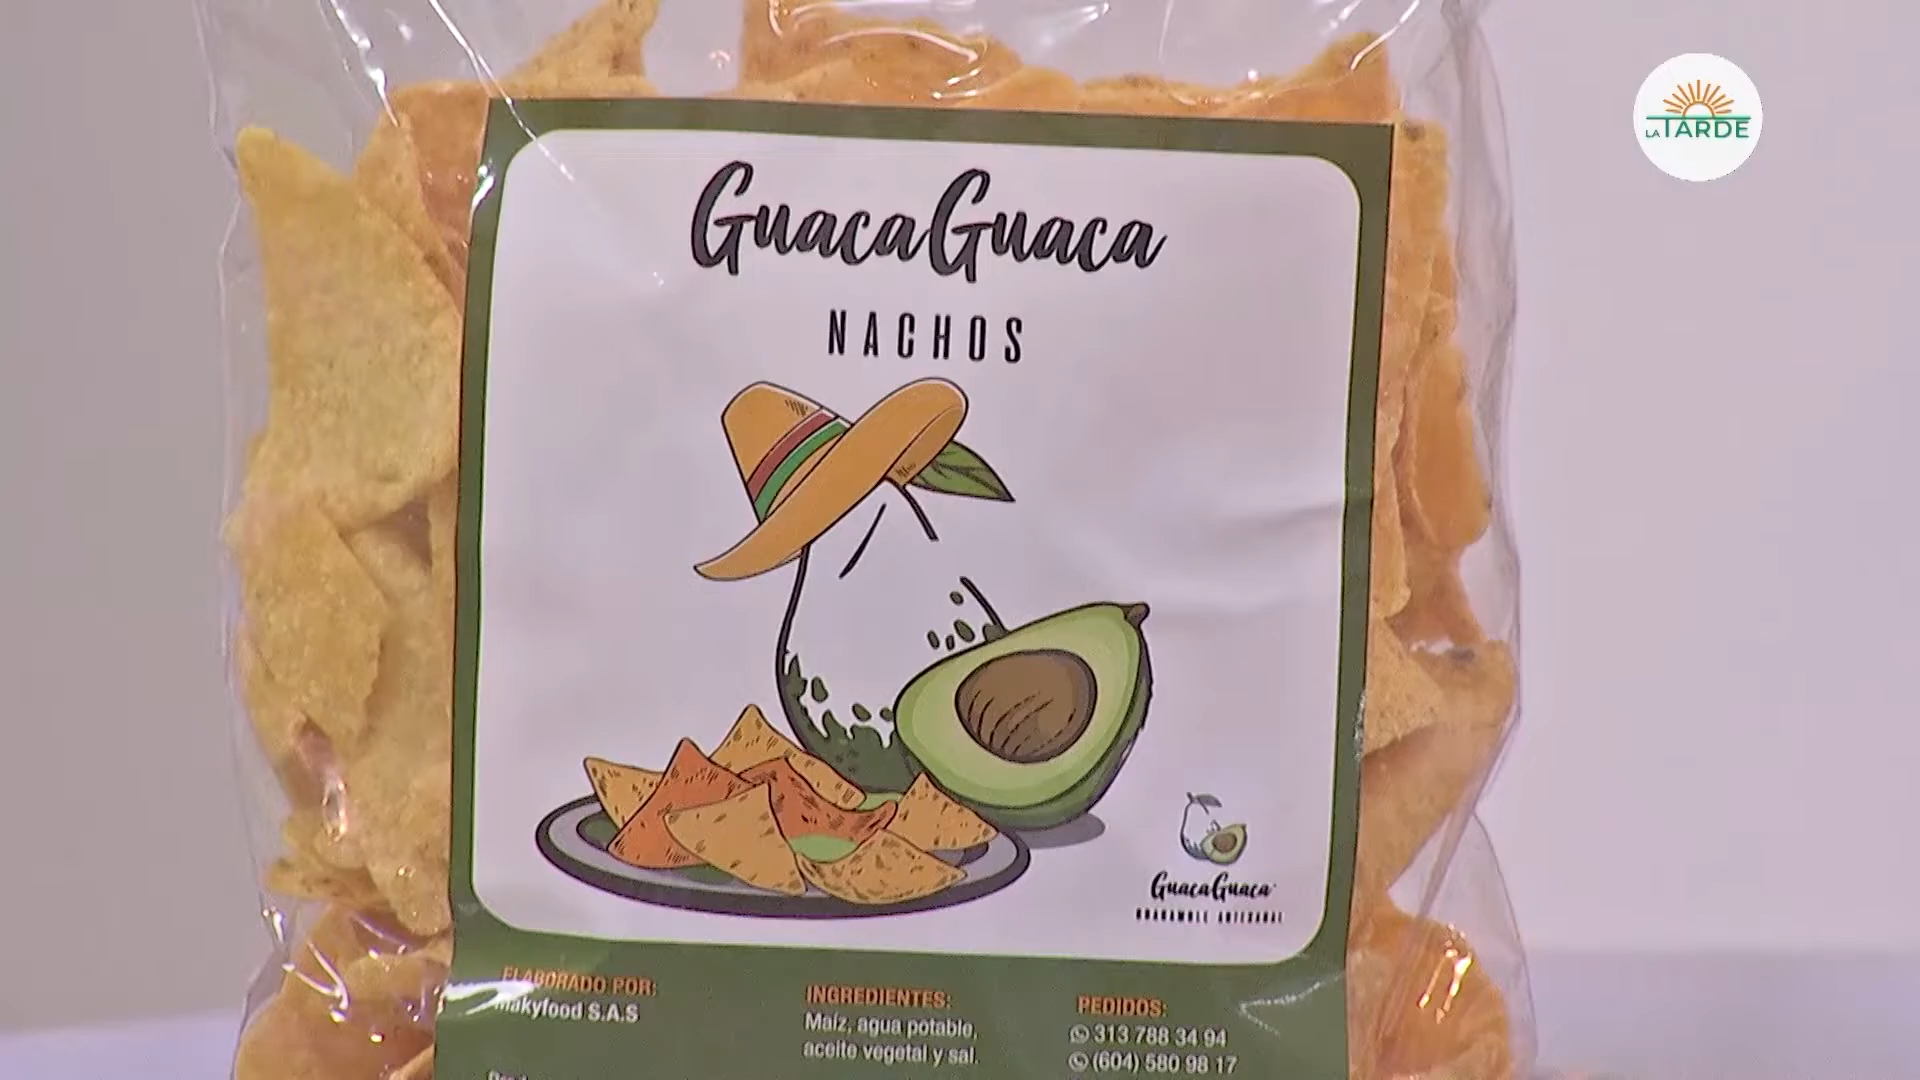 LA TARDE
GuacaGuaca
NACHOS
GuacaGuaca
ELABORADO POR:
makyfood S.A.S
INGREDIENTES:
Maíz, agua potable,
aceite vegetal y sal.
PEDIDOS:
313 788 34 94
(604) 580 98 17